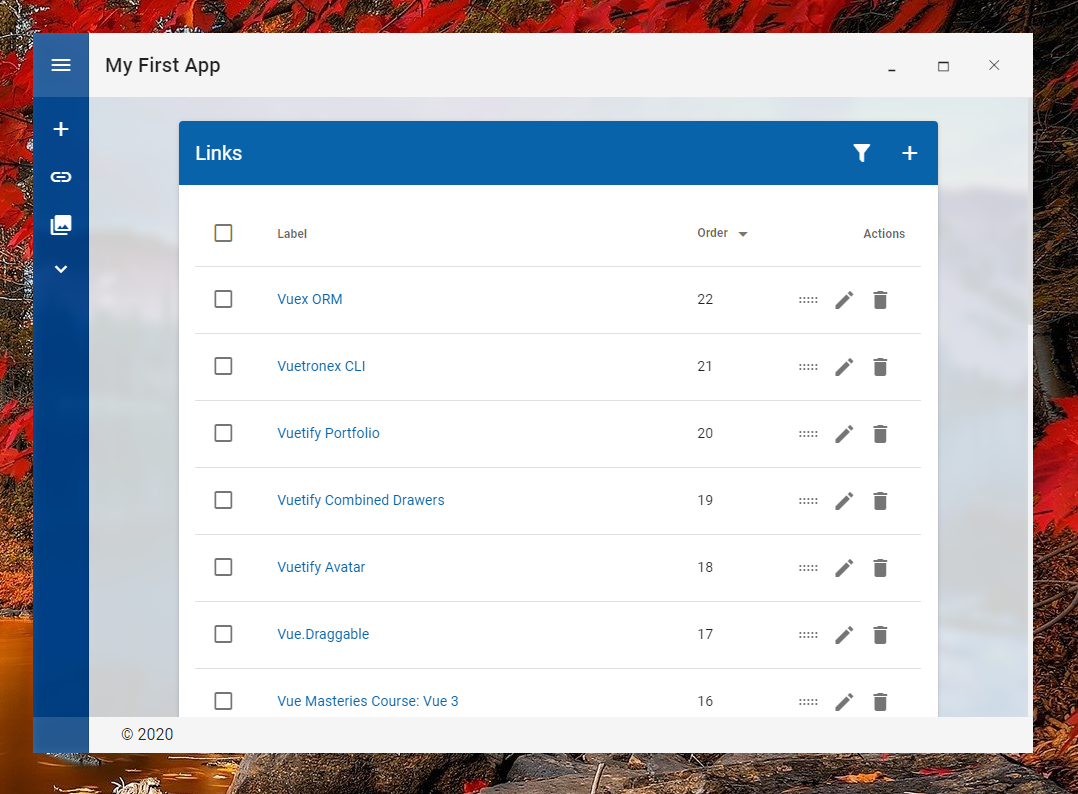 My First App
Links
Label Order Actions
Vuex ORM 22
Vuetronex CLI 21
Vuetify Portfolio 20
Vuetify Combined Drawers 19
Vuetify Avatar 18
Vue.Draggable 17
Vue Masteries Course: Vue 3 16
© 2020